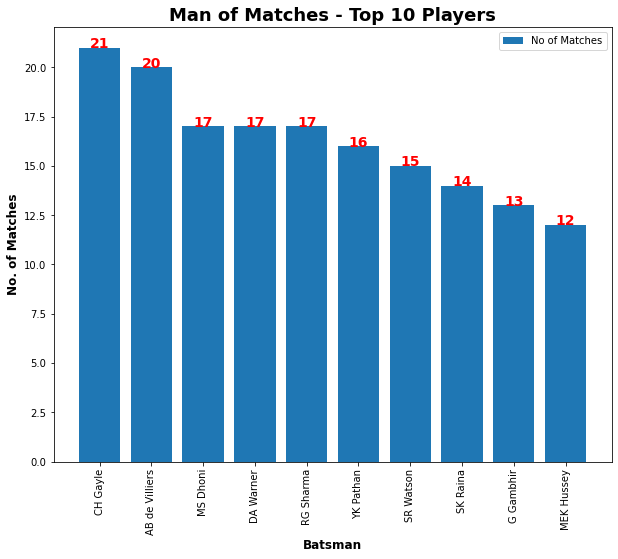 Man of Matches - Top 10 Players
No of Matches
No. of Matches
20.0
17.5
15.0
12.5
10.0
7.5
5.0
2.5
0.0
21
20
17
17
17
16
15
14
13
12
CH Gayle
AB de Villiers
MS Dhoni
DA Warner
RG Sharma
YK Pathan
SR Watson
SK Raina
G Gambhir
MEK Hussey
Batsman